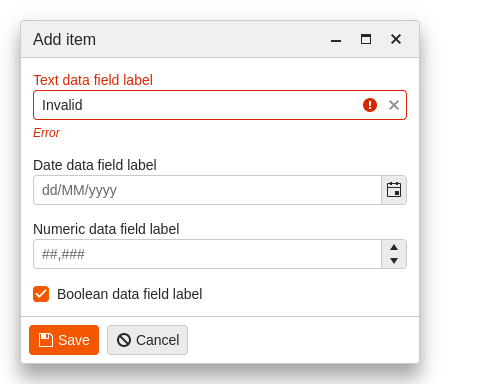 Add item
Text data field label
Invalid
Error
Date data field label
dd/MM/yyyy
Numeric data field label
##,###
Boolean data field label
Save
Cancel